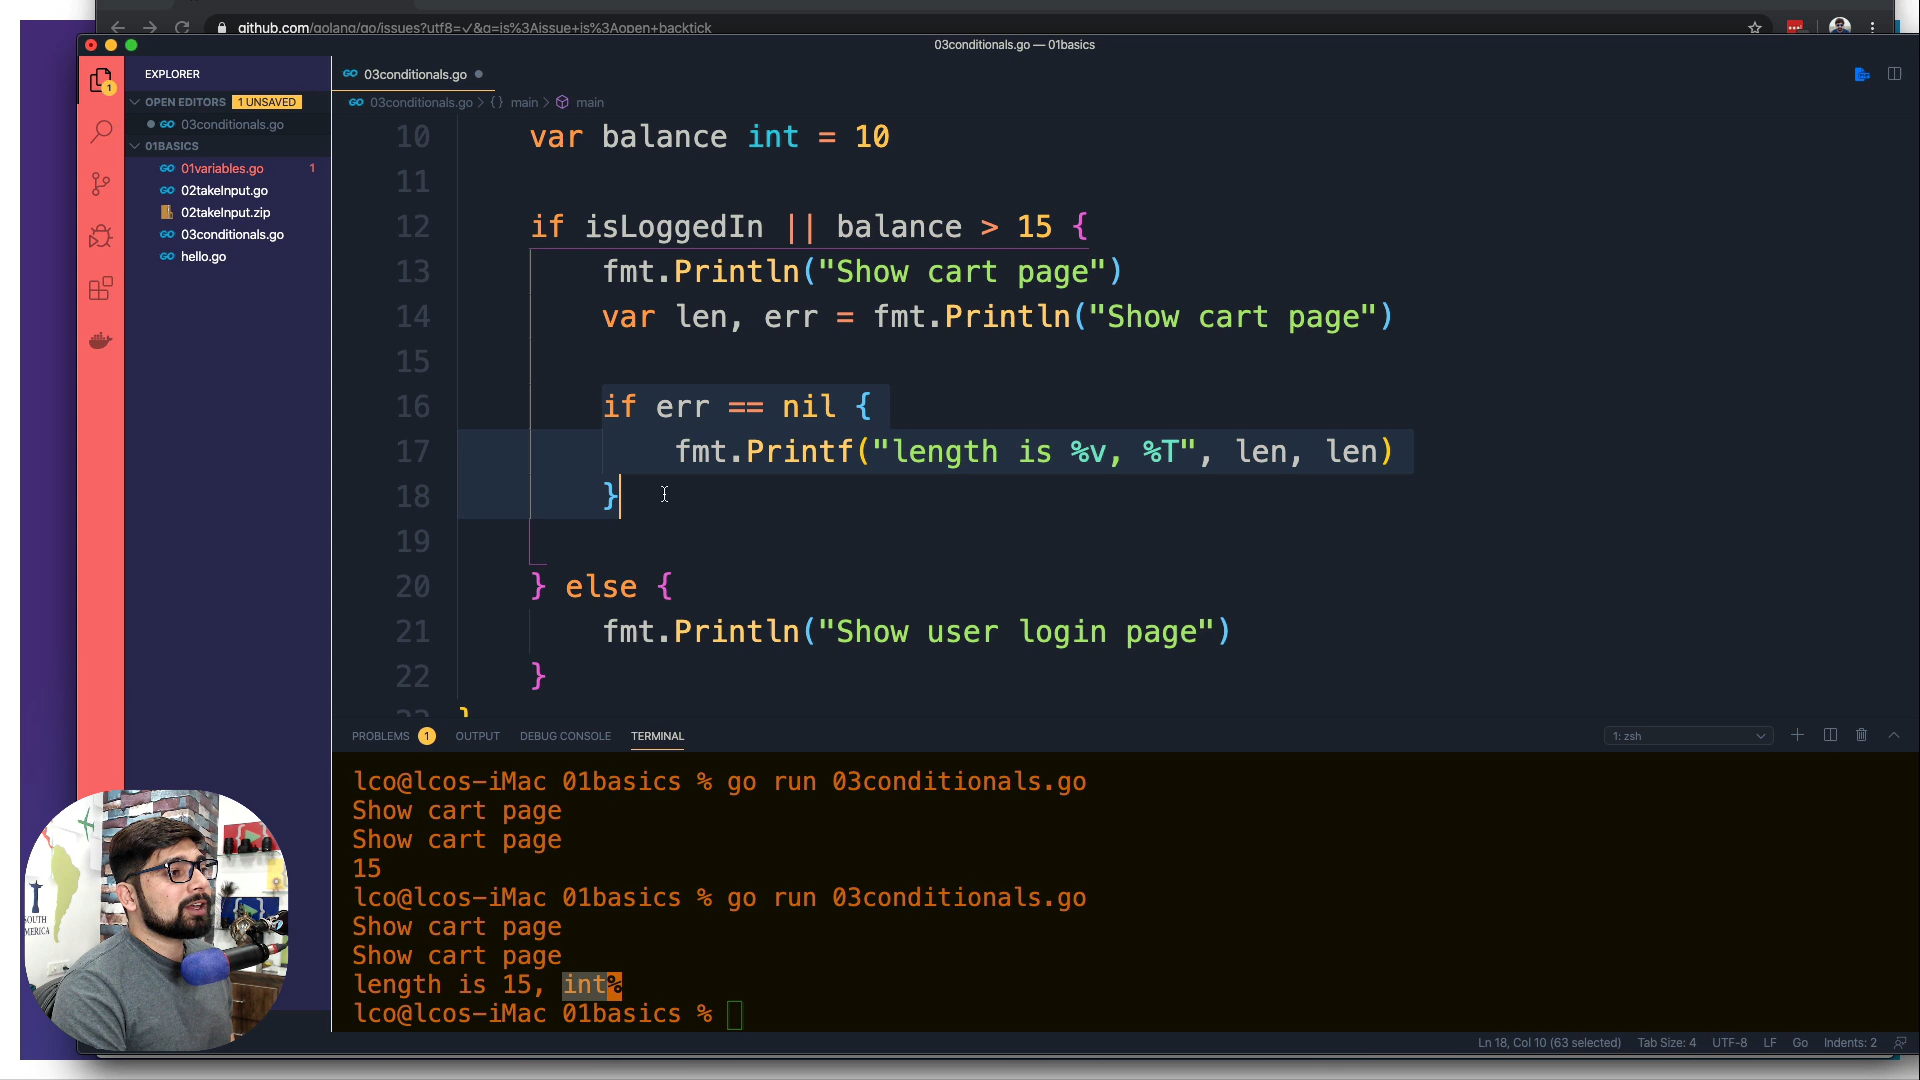 github.com/golang/go/issues?utf8=✓&q=is%3Aissue+is%3Aopen+backtick
03conditionals.go — 01basics
EXPLORER
OPEN EDITORS 1 UNSAVED
03conditionals.go
01BASICS
01variables.go 1
02takeInput.go
02takeInput.zip
03conditionals.go
hello.go
1
03conditionals.go
03conditionals.go > {} main > main
10 var balance int = 10
11
12 if isLoggedIn || balance > 15 {
13 fmt.Println("Show cart page")
14 var len, err = fmt.Println("Show cart page")
15
16 if err == nil {
17 fmt.Printf("length is %v, %T", len, len)
18 }
19
20 } else {
21 fmt.Println("Show user login page")
22 }
23 }
PROBLEMS 1 OUTPUT DEBUG CONSOLE TERMINAL 1: zsh
lco@lcos-iMac 01basics % go run 03conditionals.go
Show cart page
Show cart page
15
lco@lcos-iMac 01basics % go run 03conditionals.go
Show cart page
Show cart page
length is 15, int%
lco@lcos-iMac 01basics %
SOUTH
AMERICA
Ln 18, Col 10 (63 selected) Tab Size: 4 UTF-8 LF Go Indents: 2